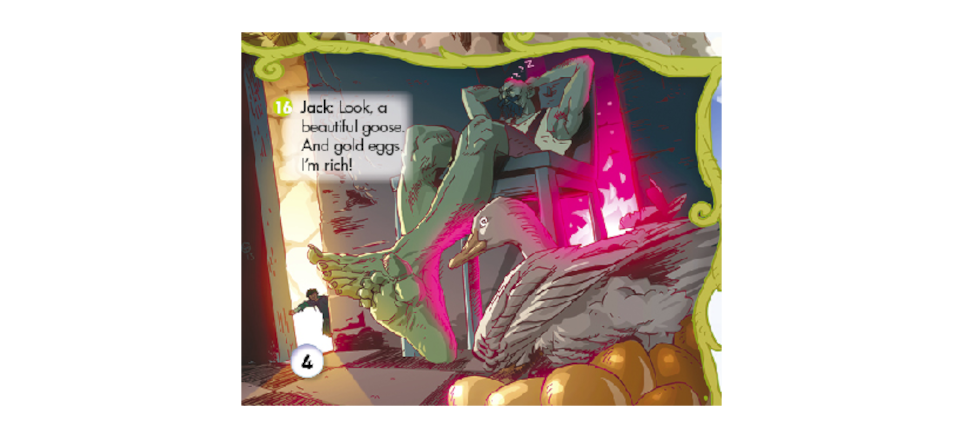 z z Z
16 Jack: Look, a
beautiful goose.
And gold eggs.
I'm rich!
4